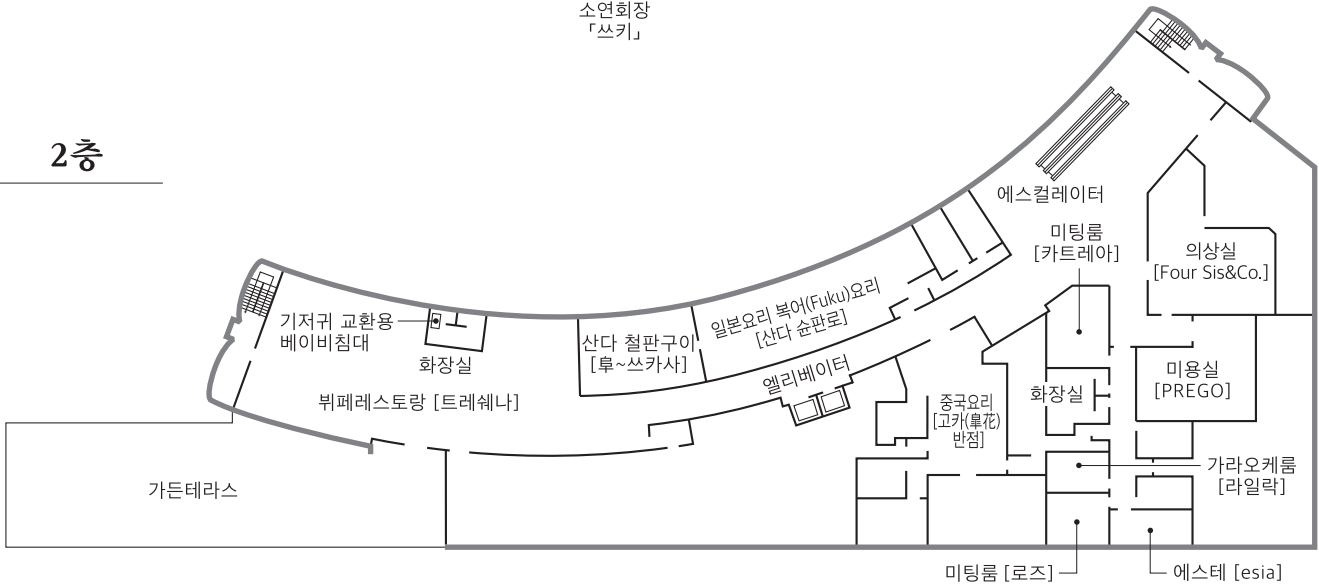 소연회장
「쓰키」
2층
에스컬레이터
미팅룸
[카트레아]
의상실
[Four Sis&Co.]
일본요리 복어(Fuku)요리
[산다 슌판로]
기저귀 교환용
베이비침대
화장실
산다 철판구이
[阜~쓰카사]
엘리베이터
미용실
[PREGO]
화장실
뷔페레스토랑 [트레쉐나]
중국요리
[고카(皐花)
반점]
가든테라스
가라오케룸
[라일락]
미팅룸 [로즈]
에스테 [esia]